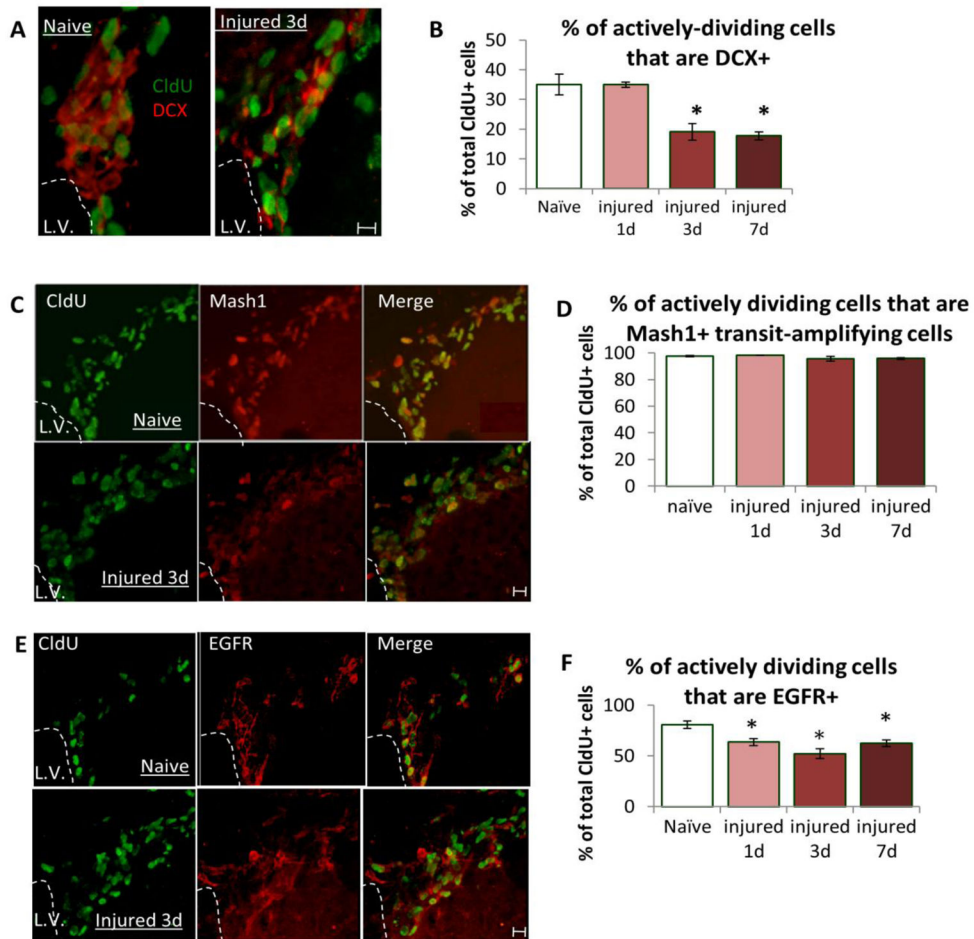 A
Naive
CldU
DCX
L.V.
Injured 3d
L.V.
B
% of actively-dividing cells
that are DCX+
% of total CldU+ cells
50
40
30
20
10
0
*
*
Naïve
injured
1d
injured
3d
injured
7d
C
CldU
Mash1
Merge
L.V.
Naive
L.V.
Injured 3d
D
% of actively dividing cells that are
Mash1+ transit-amplifying cells
% of total CldU+ cells
100
80
60
40
20
0
naïve
injured
1d
injured
3d
injured
7d
E
CldU
EGFR
Merge
L.V.
Naive
L.V.
Injured 3d
F
% of actively dividing cells
that are EGFR+
% of total CldU+ cells
100
50
0
*
*
*
Naïve
injured
1d
injured
3d
injured
7d